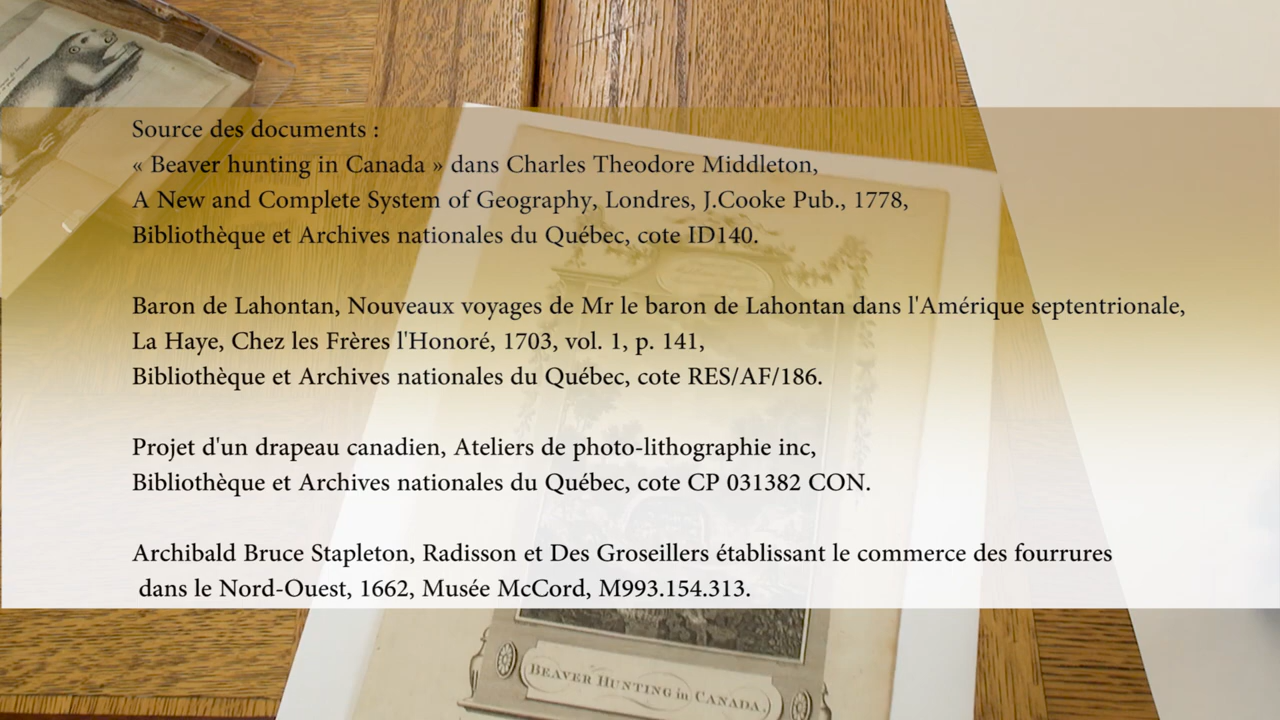 Source des documents :
« Beaver hunting in Canada » dans Charles Theodore Middleton,
A New and Complete System of Geography, Londres, J.Cooke Pub., 1778,
Bibliothèque et Archives nationales du Québec, cote ID140.
Baron de Lahontan, Nouveaux voyages de Mr le baron de Lahontan dans l'Amérique septentrionale,
La Haye, Chez les Frères l'Honoré, 1703, vol. 1, p. 141,
Bibliothèque et Archives nationales du Québec, cote RES/AF/186.
Projet d'un drapeau canadien, Ateliers de photo-lithographie inc,
Bibliothèque et Archives nationales du Québec, cote CP 031382 CON.
Archibald Bruce Stapleton, Radisson et Des Groseillers établissant le commerce des fourrures
dans le Nord-Ouest, 1662, Musée McCord, M993.154.313.
BEAVER HUNTING in CANADA.